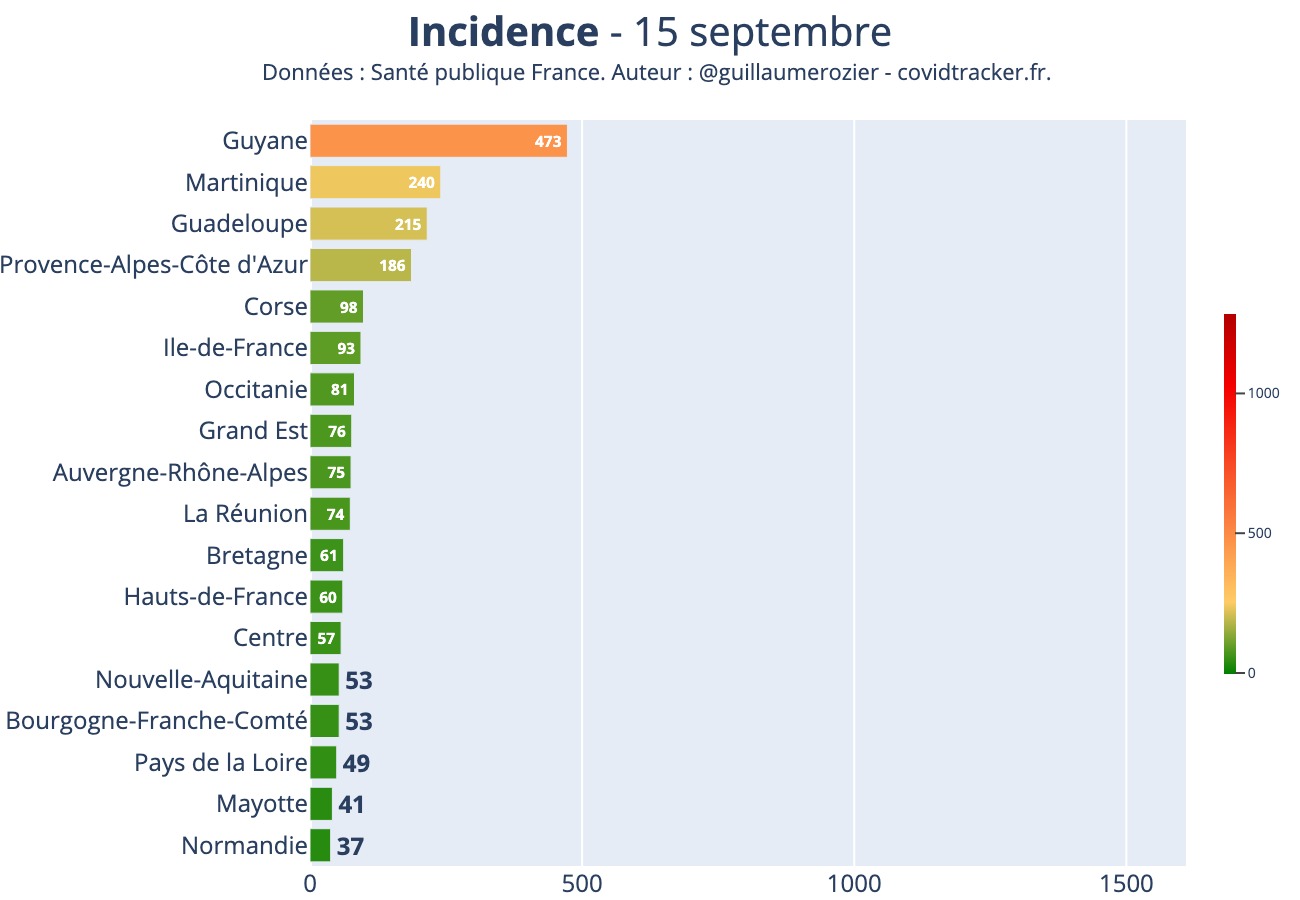 Incidence - 15 septembre
Données : Santé publique France. Auteur : @guillaumerozier - covidtracker.fr.
Guyane 473
Martinique 240
Guadeloupe 215
Provence-Alpes-Côte d'Azur 186
Corse 98
Ile-de-France 93
Occitanie 81
Grand Est 76
Auvergne-Rhône-Alpes 75
La Réunion 74
Bretagne 61
Hauts-de-France 60
Centre 57
Nouvelle-Aquitaine 53
Bourgogne-Franche-Comté 53
Pays de la Loire 49
Mayotte 41
Normandie 37
0 500 1000 1500
1000
500
0